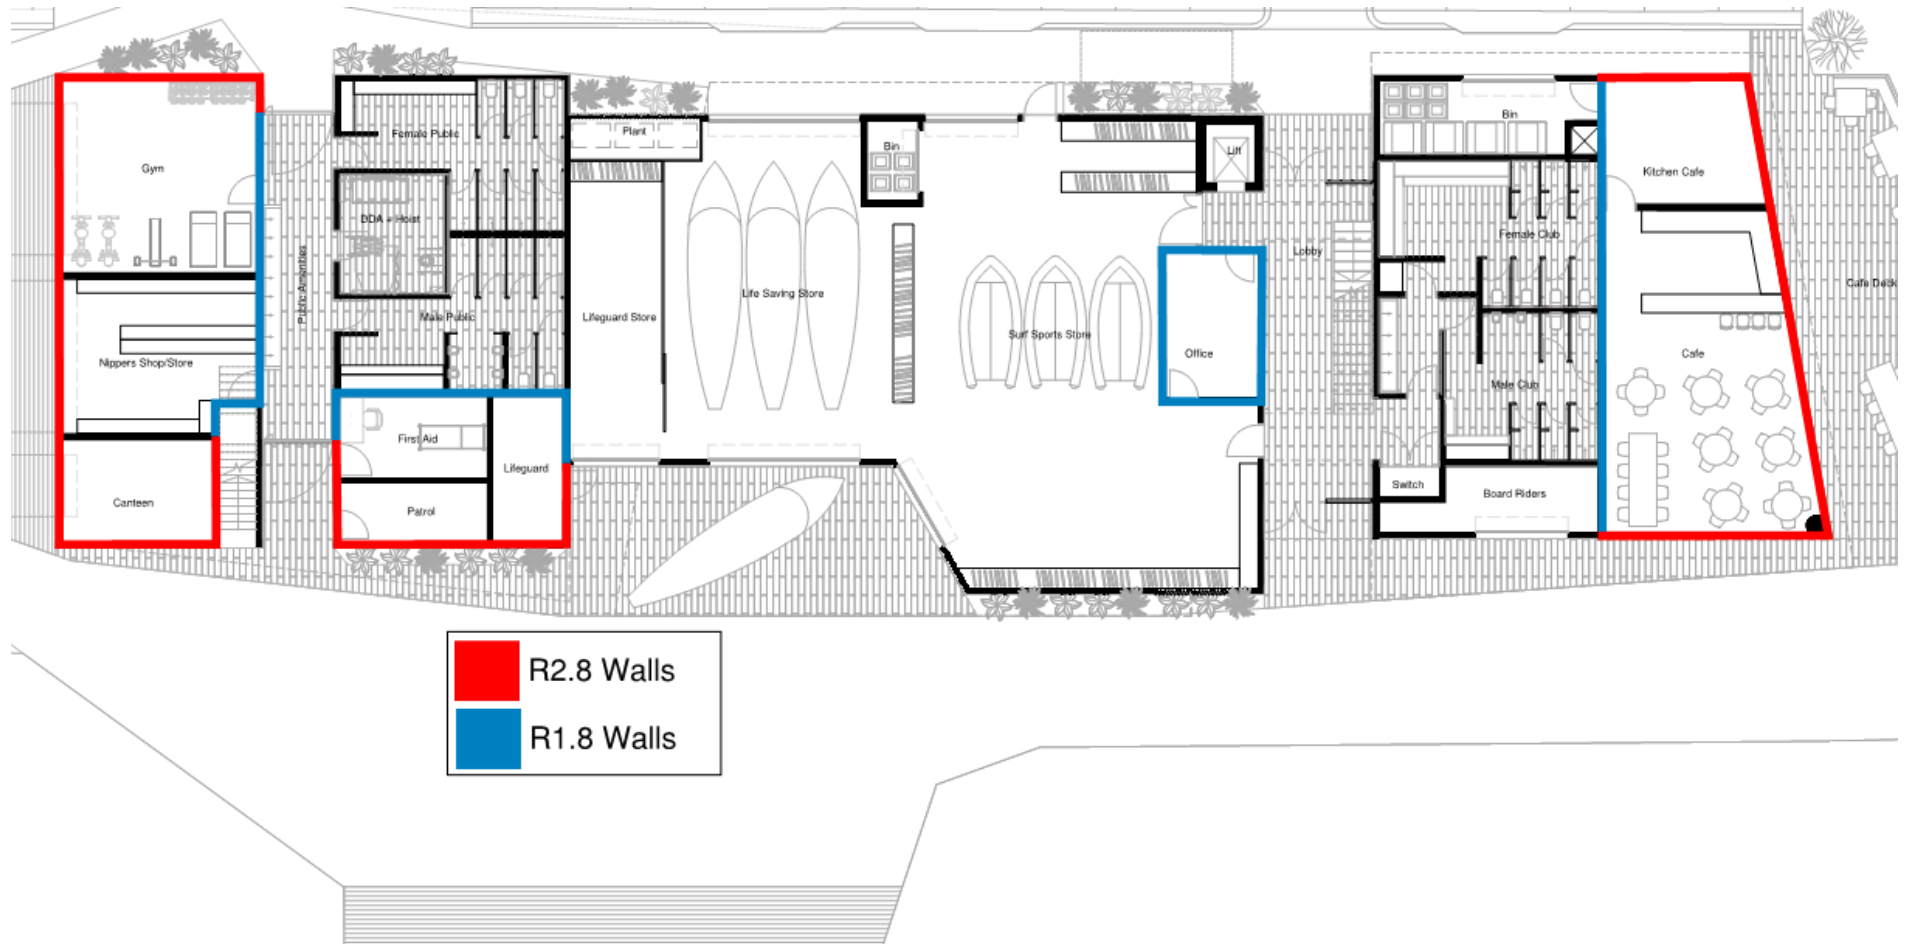 Gym
Nippers Shop/Store
Canteen
Public Amenities
Female Public
DDA + Hoist
Male Public
First Aid
Lifeguard
Patrol
Plant
Lifeguard Store
Life Saving Store
Bin
Surf Sports Store
Lift
Office
Lobby
Bin
Female Club
Male Club
Switch
Board Riders
Kitchen Cafe
Cafe
Cafe Deck
R2.8 Walls
R1.8 Walls